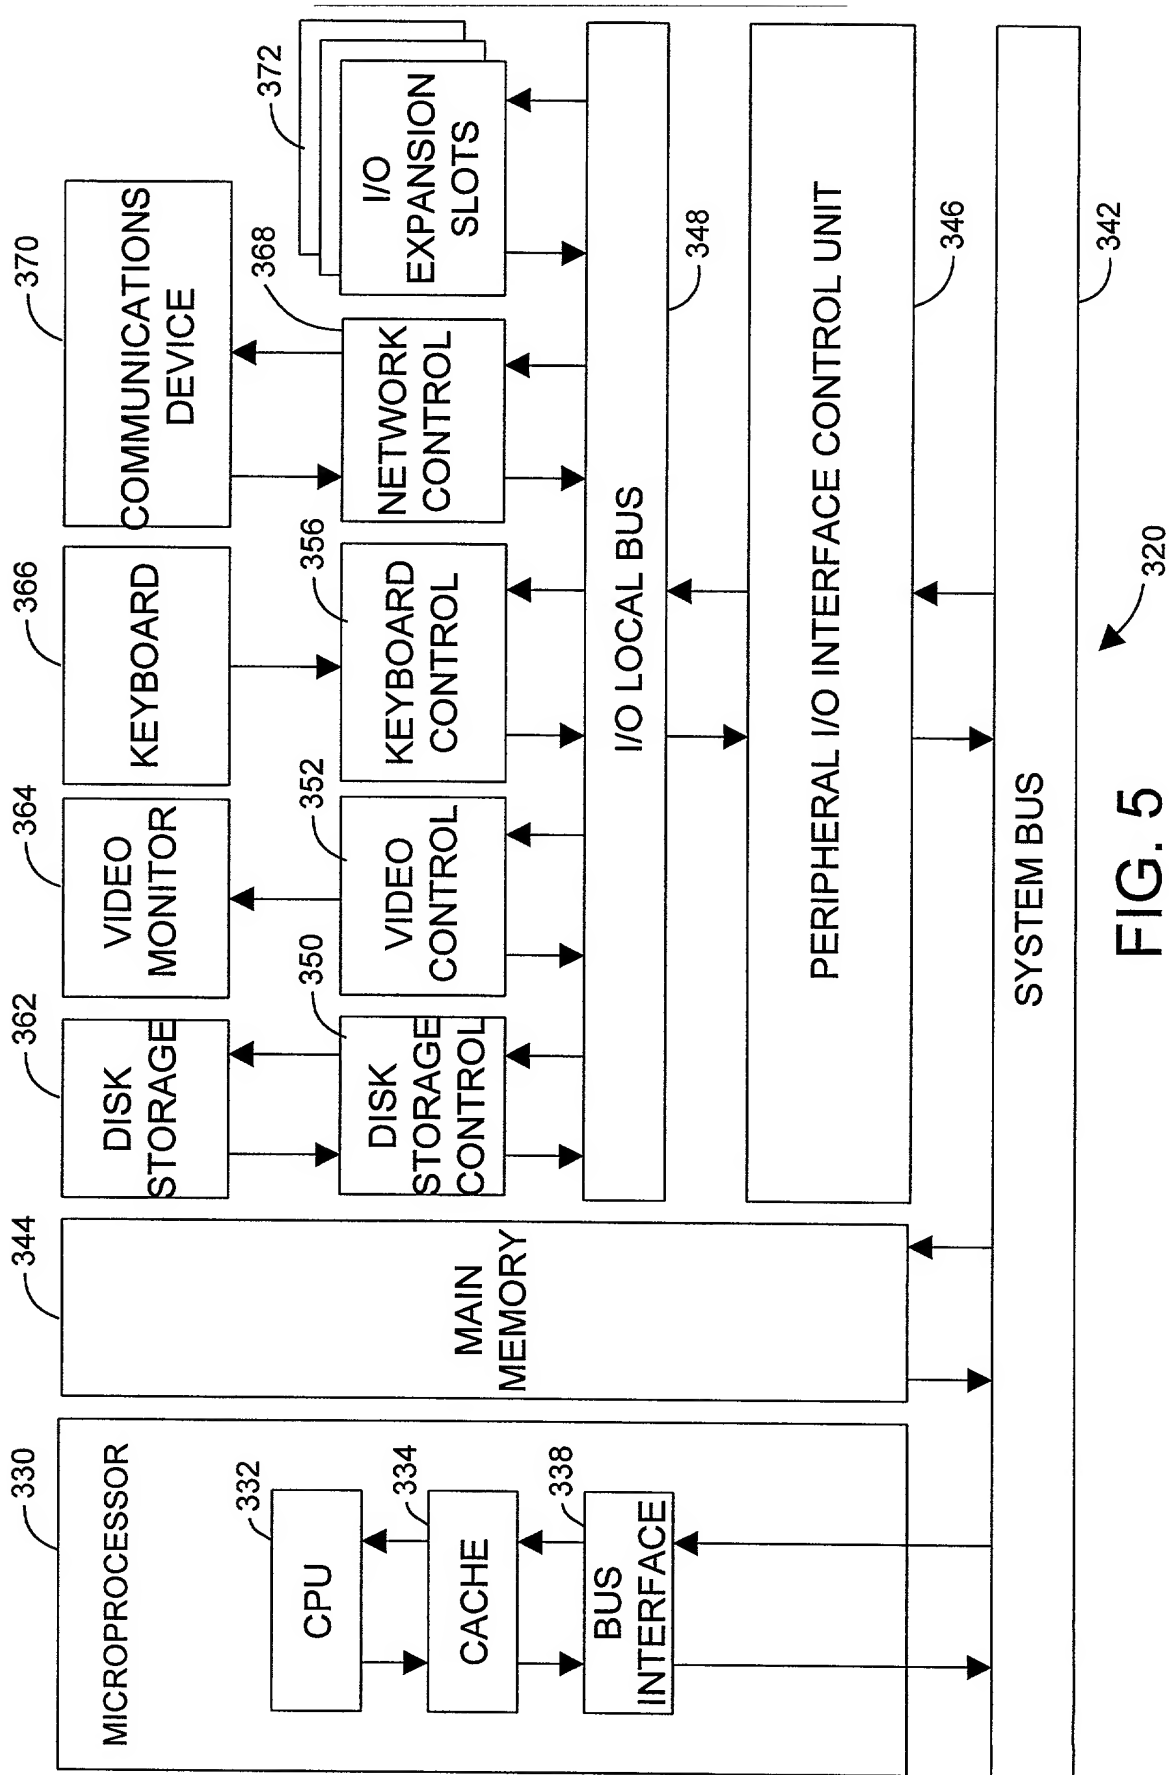 330
MICROPROCESSOR
332
CPU
334
CACHE
338
BUS
INTERFACE
344
MAIN
MEMORY
362
DISK
STORAGE
364
VIDEO
MONITOR
366
KEYBOARD
370
COMMUNICATIONS
DEVICE
350
DISK
STORAGE
CONTROL
352
VIDEO
CONTROL
356
KEYBOARD
CONTROL
368
NETWORK
CONTROL
372
I/O
EXPANSION
SLOTS
I/O LOCAL BUS
348
PERIPHERAL I/O INTERFACE CONTROL UNIT
346
SYSTEM BUS
342
320
FIG. 5